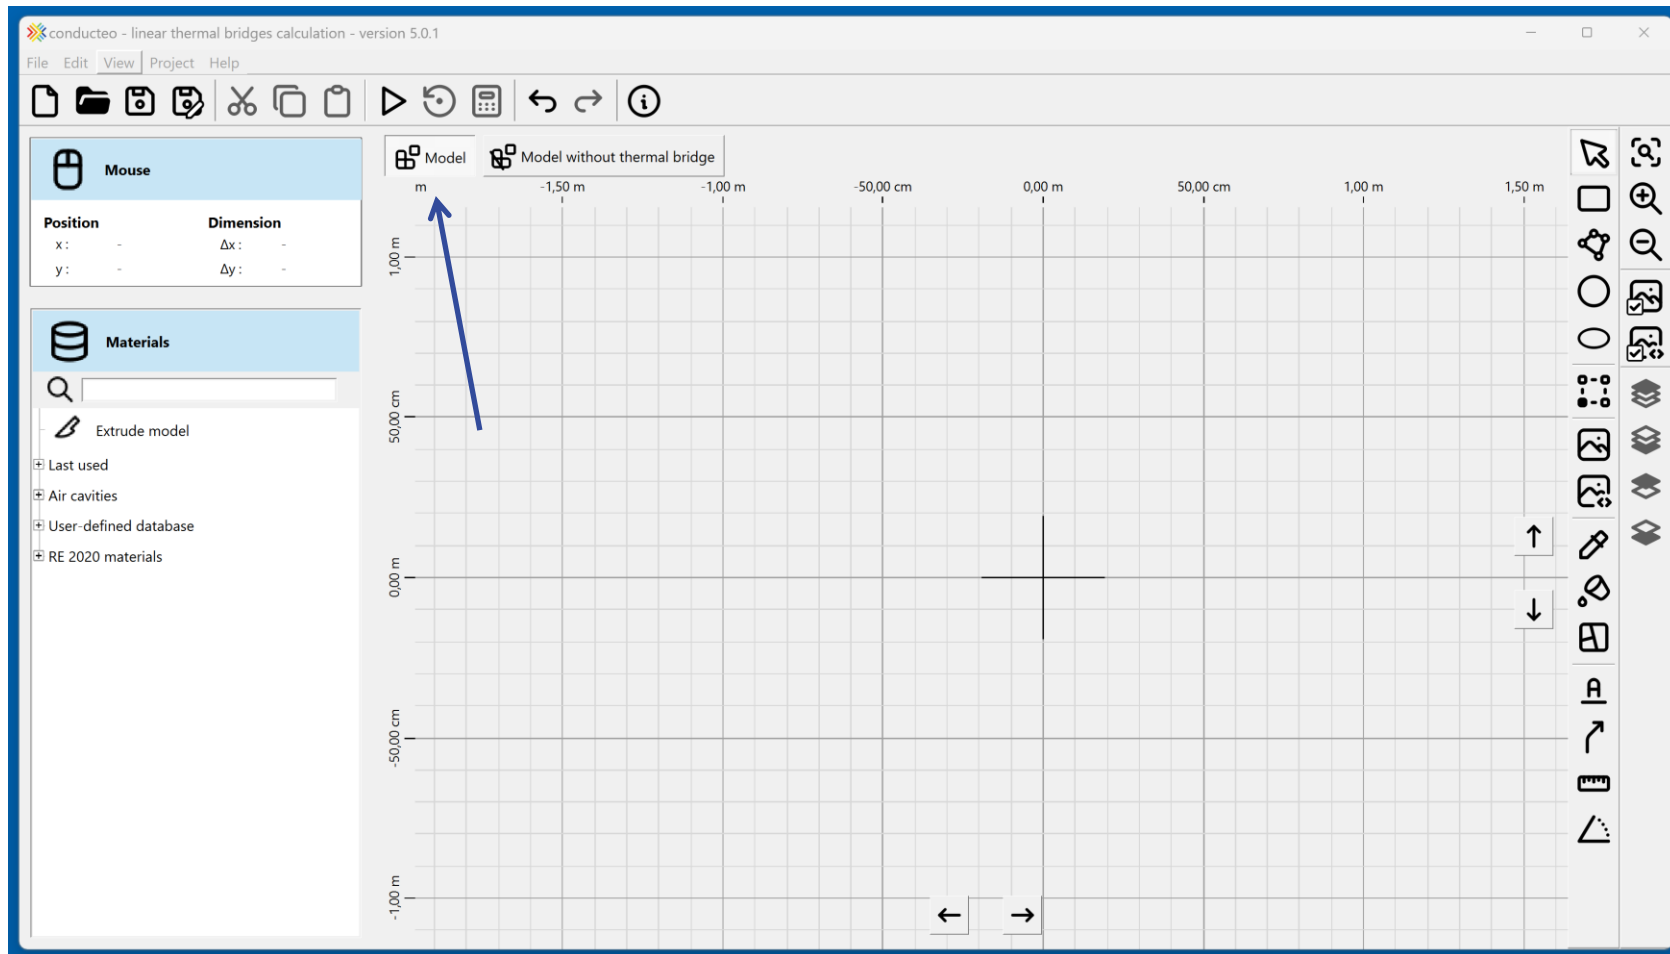 conducteo - linear thermal bridges calculation - version 5.0.1
File Edit View Project Help
Mouse
Position Dimension
x : - Δx : -
y : - Δy : -
Materials
Extrude model
Last used
Air cavities
User-defined database
RE 2020 materials
Model Model without thermal bridge
m -1,50 m -1,00 m -50,00 cm 0,00 m 50,00 cm 1,00 m 1,50 m
1,00 m
50,00 cm
0,00 m
-50,00 cm
-1,00 m